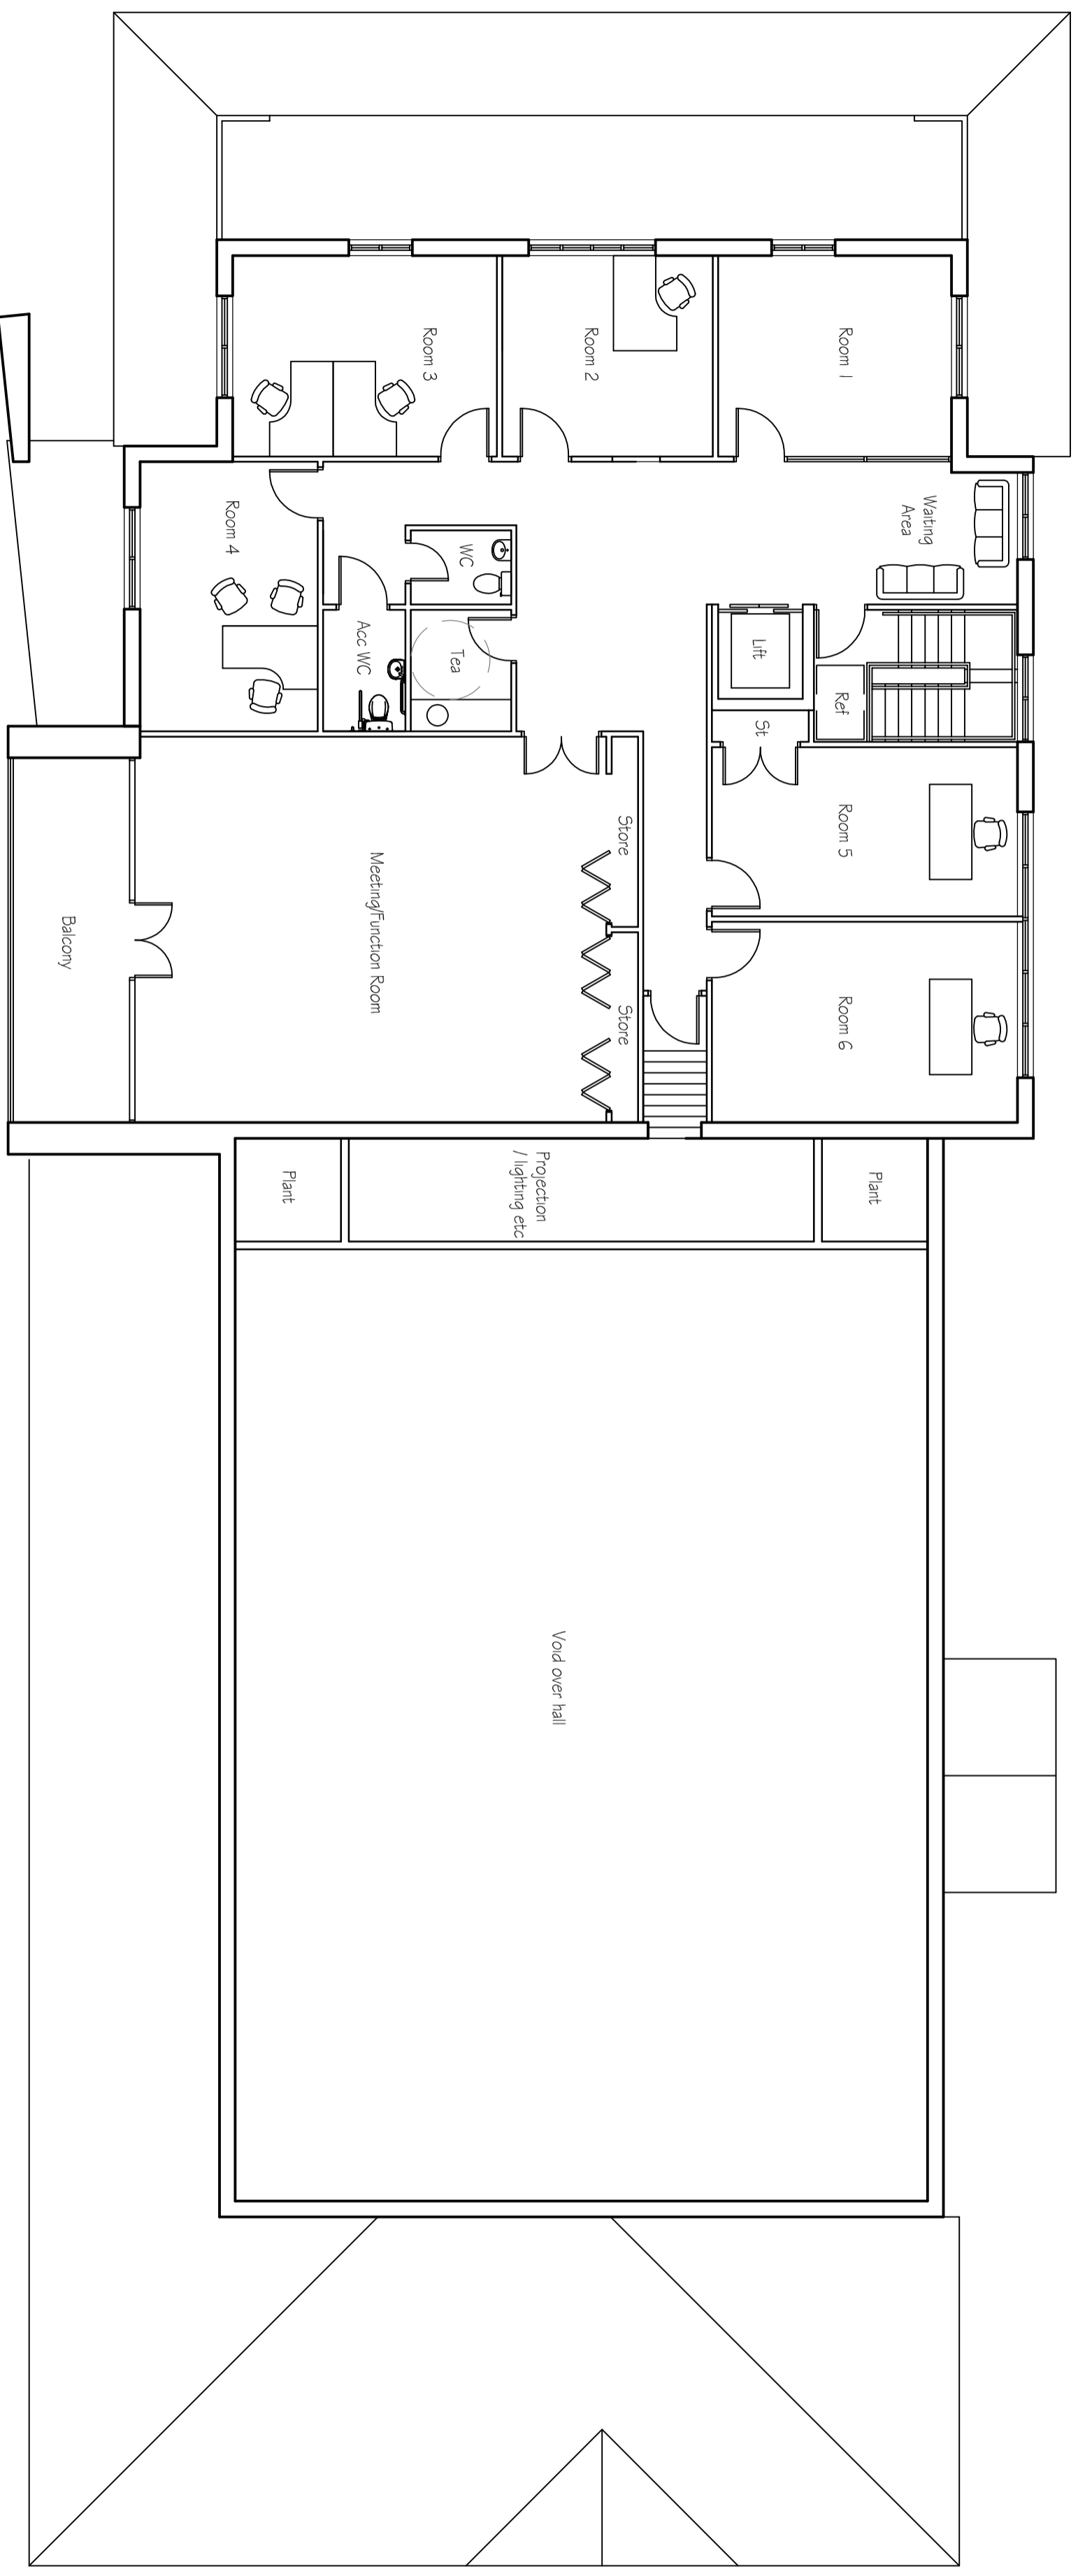 Waiting
Area
Room 1
Room 2
Room 3
Room 4
WC
Acc WC
Tea
Lift
Ref
St
Room 5
Room 6
Store
Store
Meeting/Function Room
Balcony
Plant
Projection
/ lighting etc
Plant
Void over hall